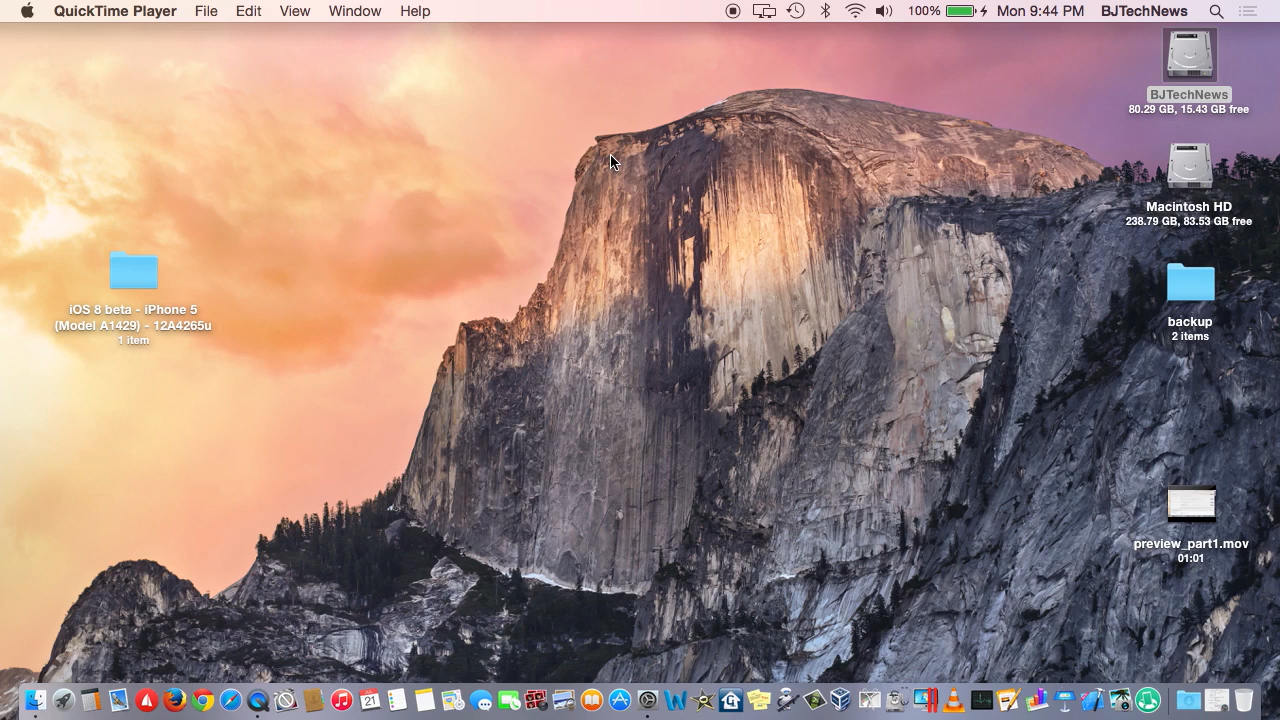 QuickTime Player File Edit View Window Help 100% Mon 9:44 PM BJTechNews
BJTechNews
80.29 GB, 15.43 GB free
Macintosh HD
238.79 GB, 83.53 GB free
iOS 8 beta - iPhone 5
(Model A1429) - 12A4265u
1 item
backup
2 items
preview_part1.mov
01:01
21